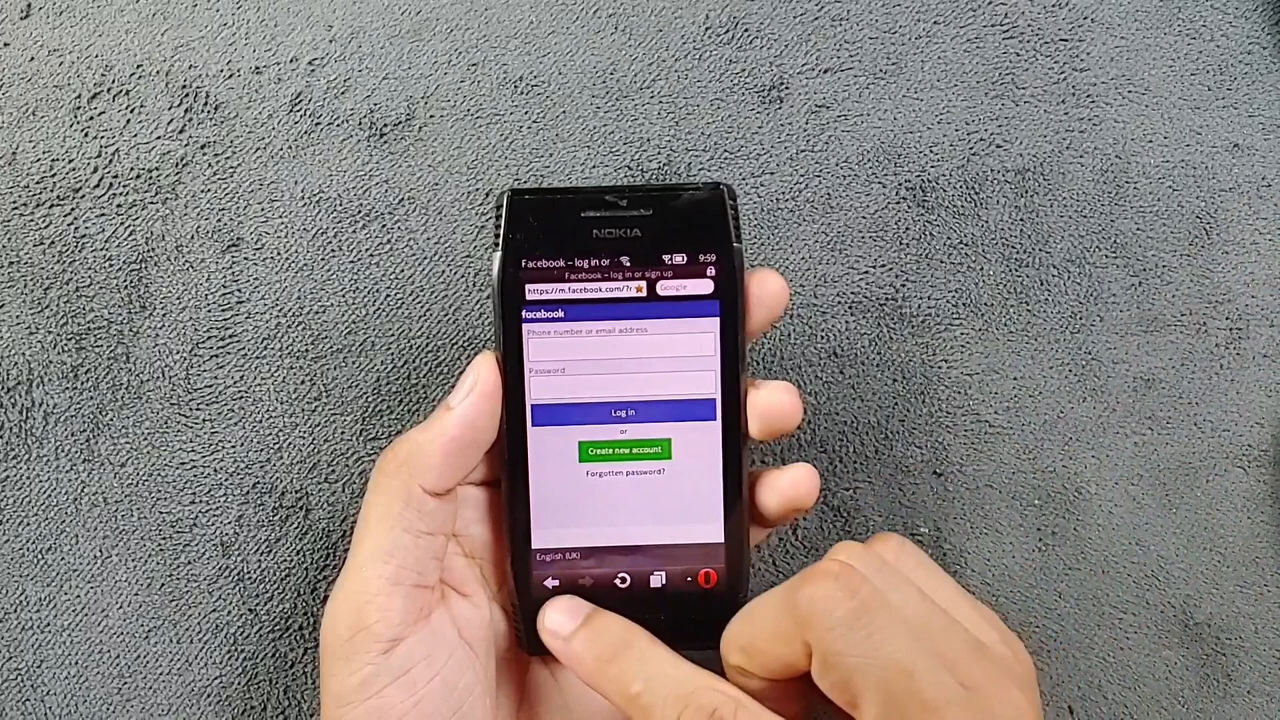 NOKIA
Facebook – log in or
9:59
Facebook – log in or sign up
https://m.facebook.com/?r
Google
facebook
Phone number or email address
Password
Log in
or
Create new account
Forgotten password?
English (UK)